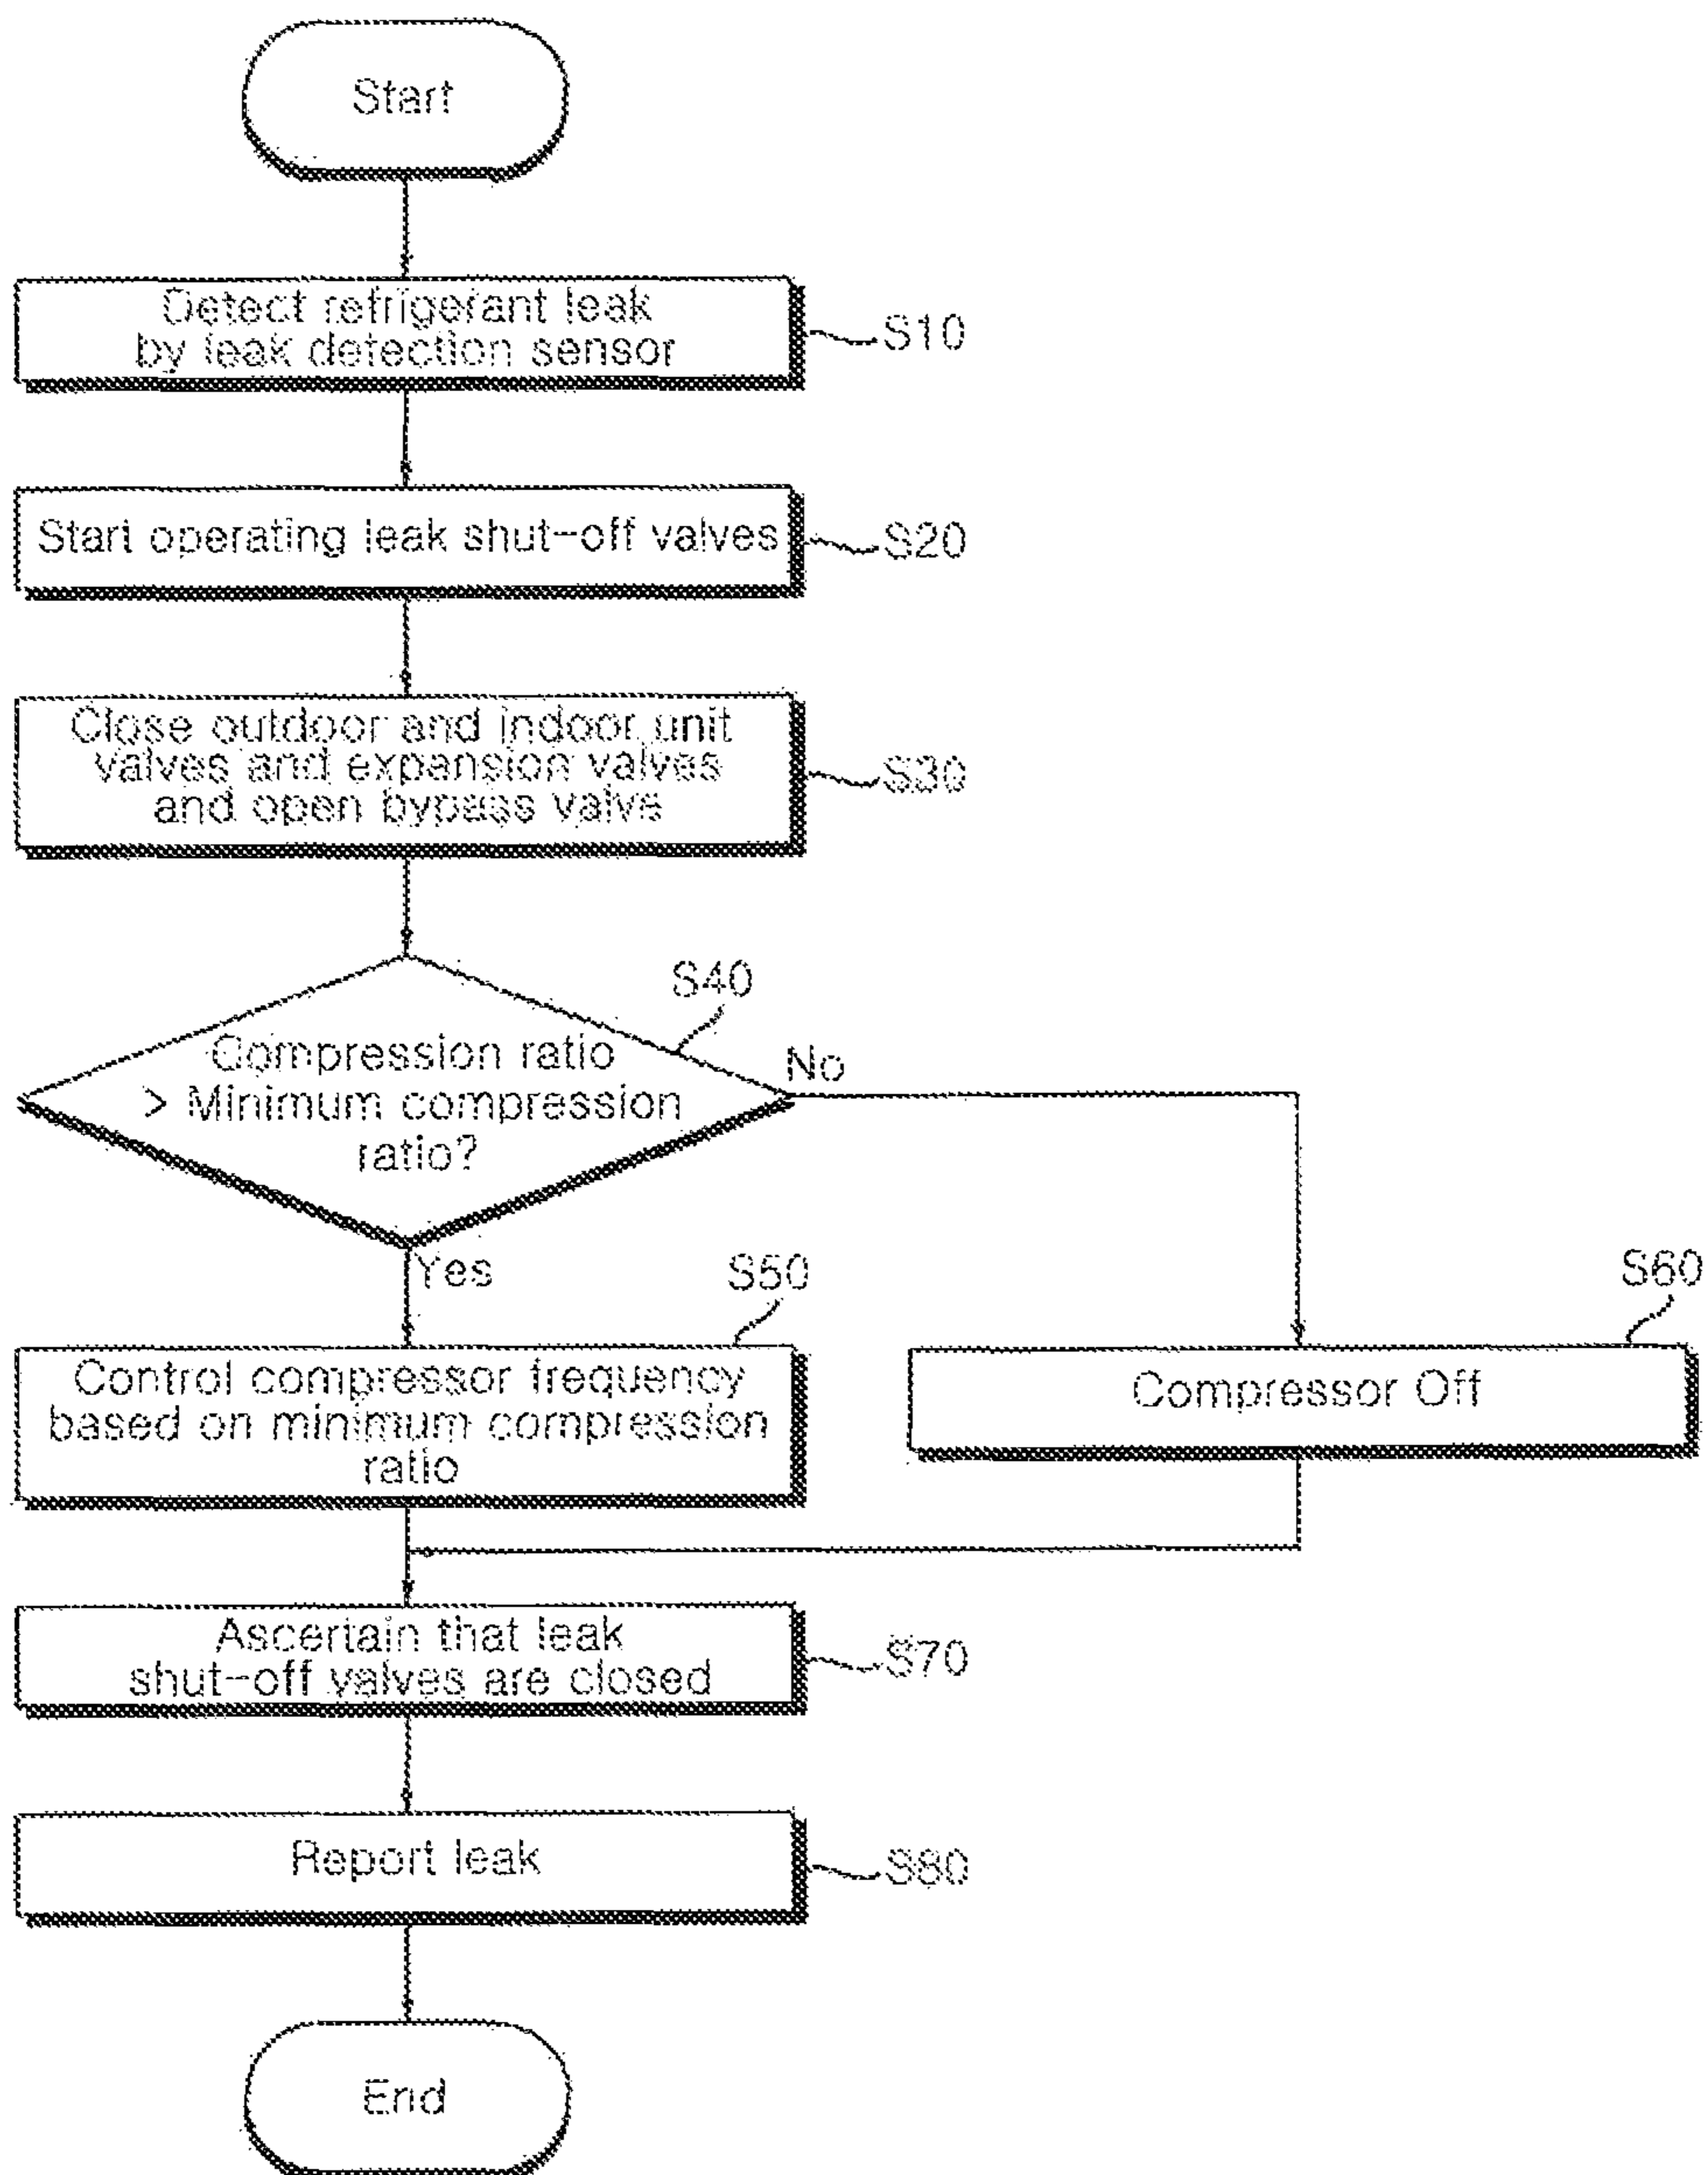 Start
Detect refrigerant leak
by leak detection sensor
S10
Start operating leak shut-off valves
S20
Close outdoor and indoor unit
valves and expansion valves
and open bypass valve
S30
S40
Compression ratio
> Minimum compression
ratio?
No
Yes
S50
Control compressor frequency
based on minimum compression
ratio
S60
Compressor Off
Ascertain that leak
shut-off valves are closed
S70
Report leak
S80
End